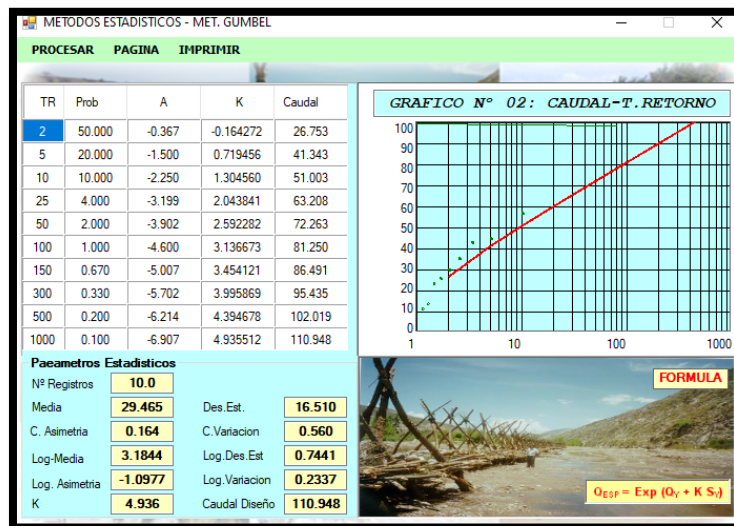 METODOS ESTADISTICOS - MET. GUMBEL
PROCESAR PAGINA IMPRIMIR
TR Prob A K Caudal
2 50.000 -0.367 -0.164272 26.753
5 20.000 -1.500 0.719456 41.343
10 10.000 -2.250 1.304560 51.003
25 4.000 -3.199 2.043841 63.208
50 2.000 -3.902 2.592282 72.263
100 1.000 -4.600 3.136673 81.250
150 0.670 -5.007 3.454121 86.491
300 0.330 -5.702 3.995869 95.435
500 0.200 -6.214 4.394678 102.019
1000 0.100 -6.907 4.935512 110.948
GRAFICO Nº 02: CAUDAL-T.RETORNO
100
90
80
70
60
50
40
30
20
10
0
1 10 100 1000
Paeametros Estadisticos
Nº Registros 10.0
Media 29.465 Des.Est. 16.510
C. Asimetria 0.164 C.Variacion 0.560
Log-Media 3.1844 Log.Des.Est 0.7441
Log. Asimetria -1.0977 Log.Variacion 0.2337
K 4.936 Caudal Diseño 110.948
FORMULA
QESP = Exp (QY + K SY)